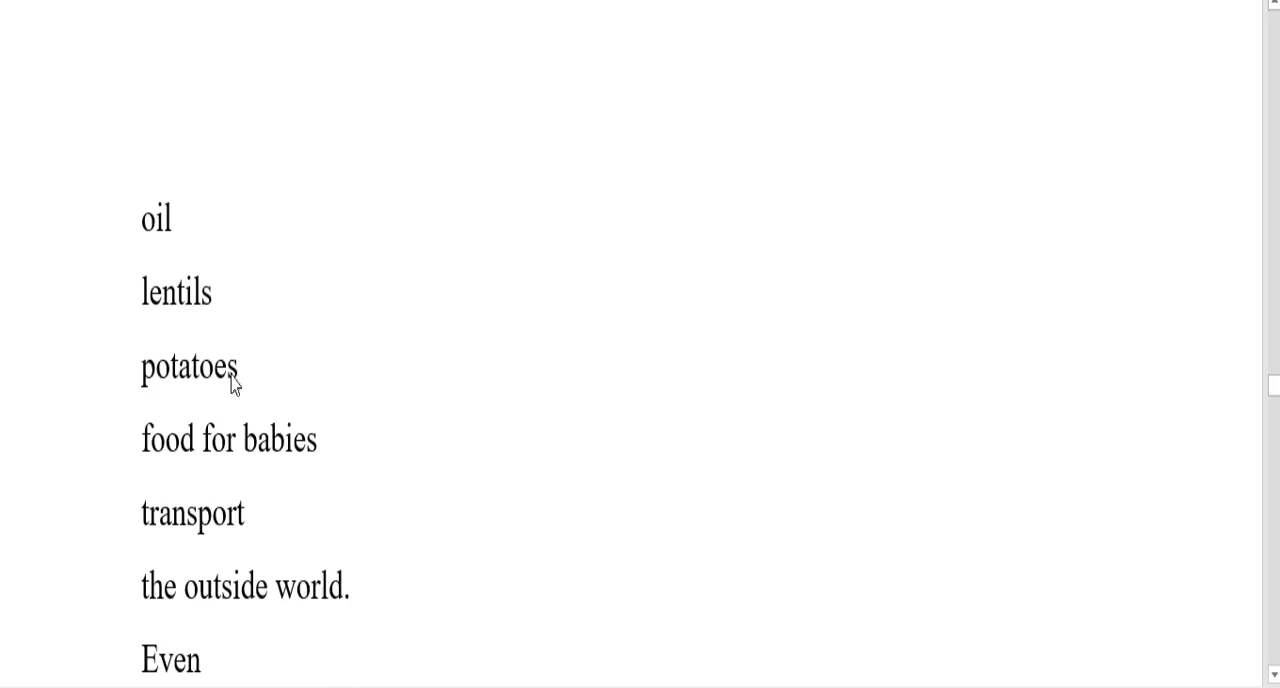 oil
lentils
potatoes
food for babies
transport
the outside world.
Even